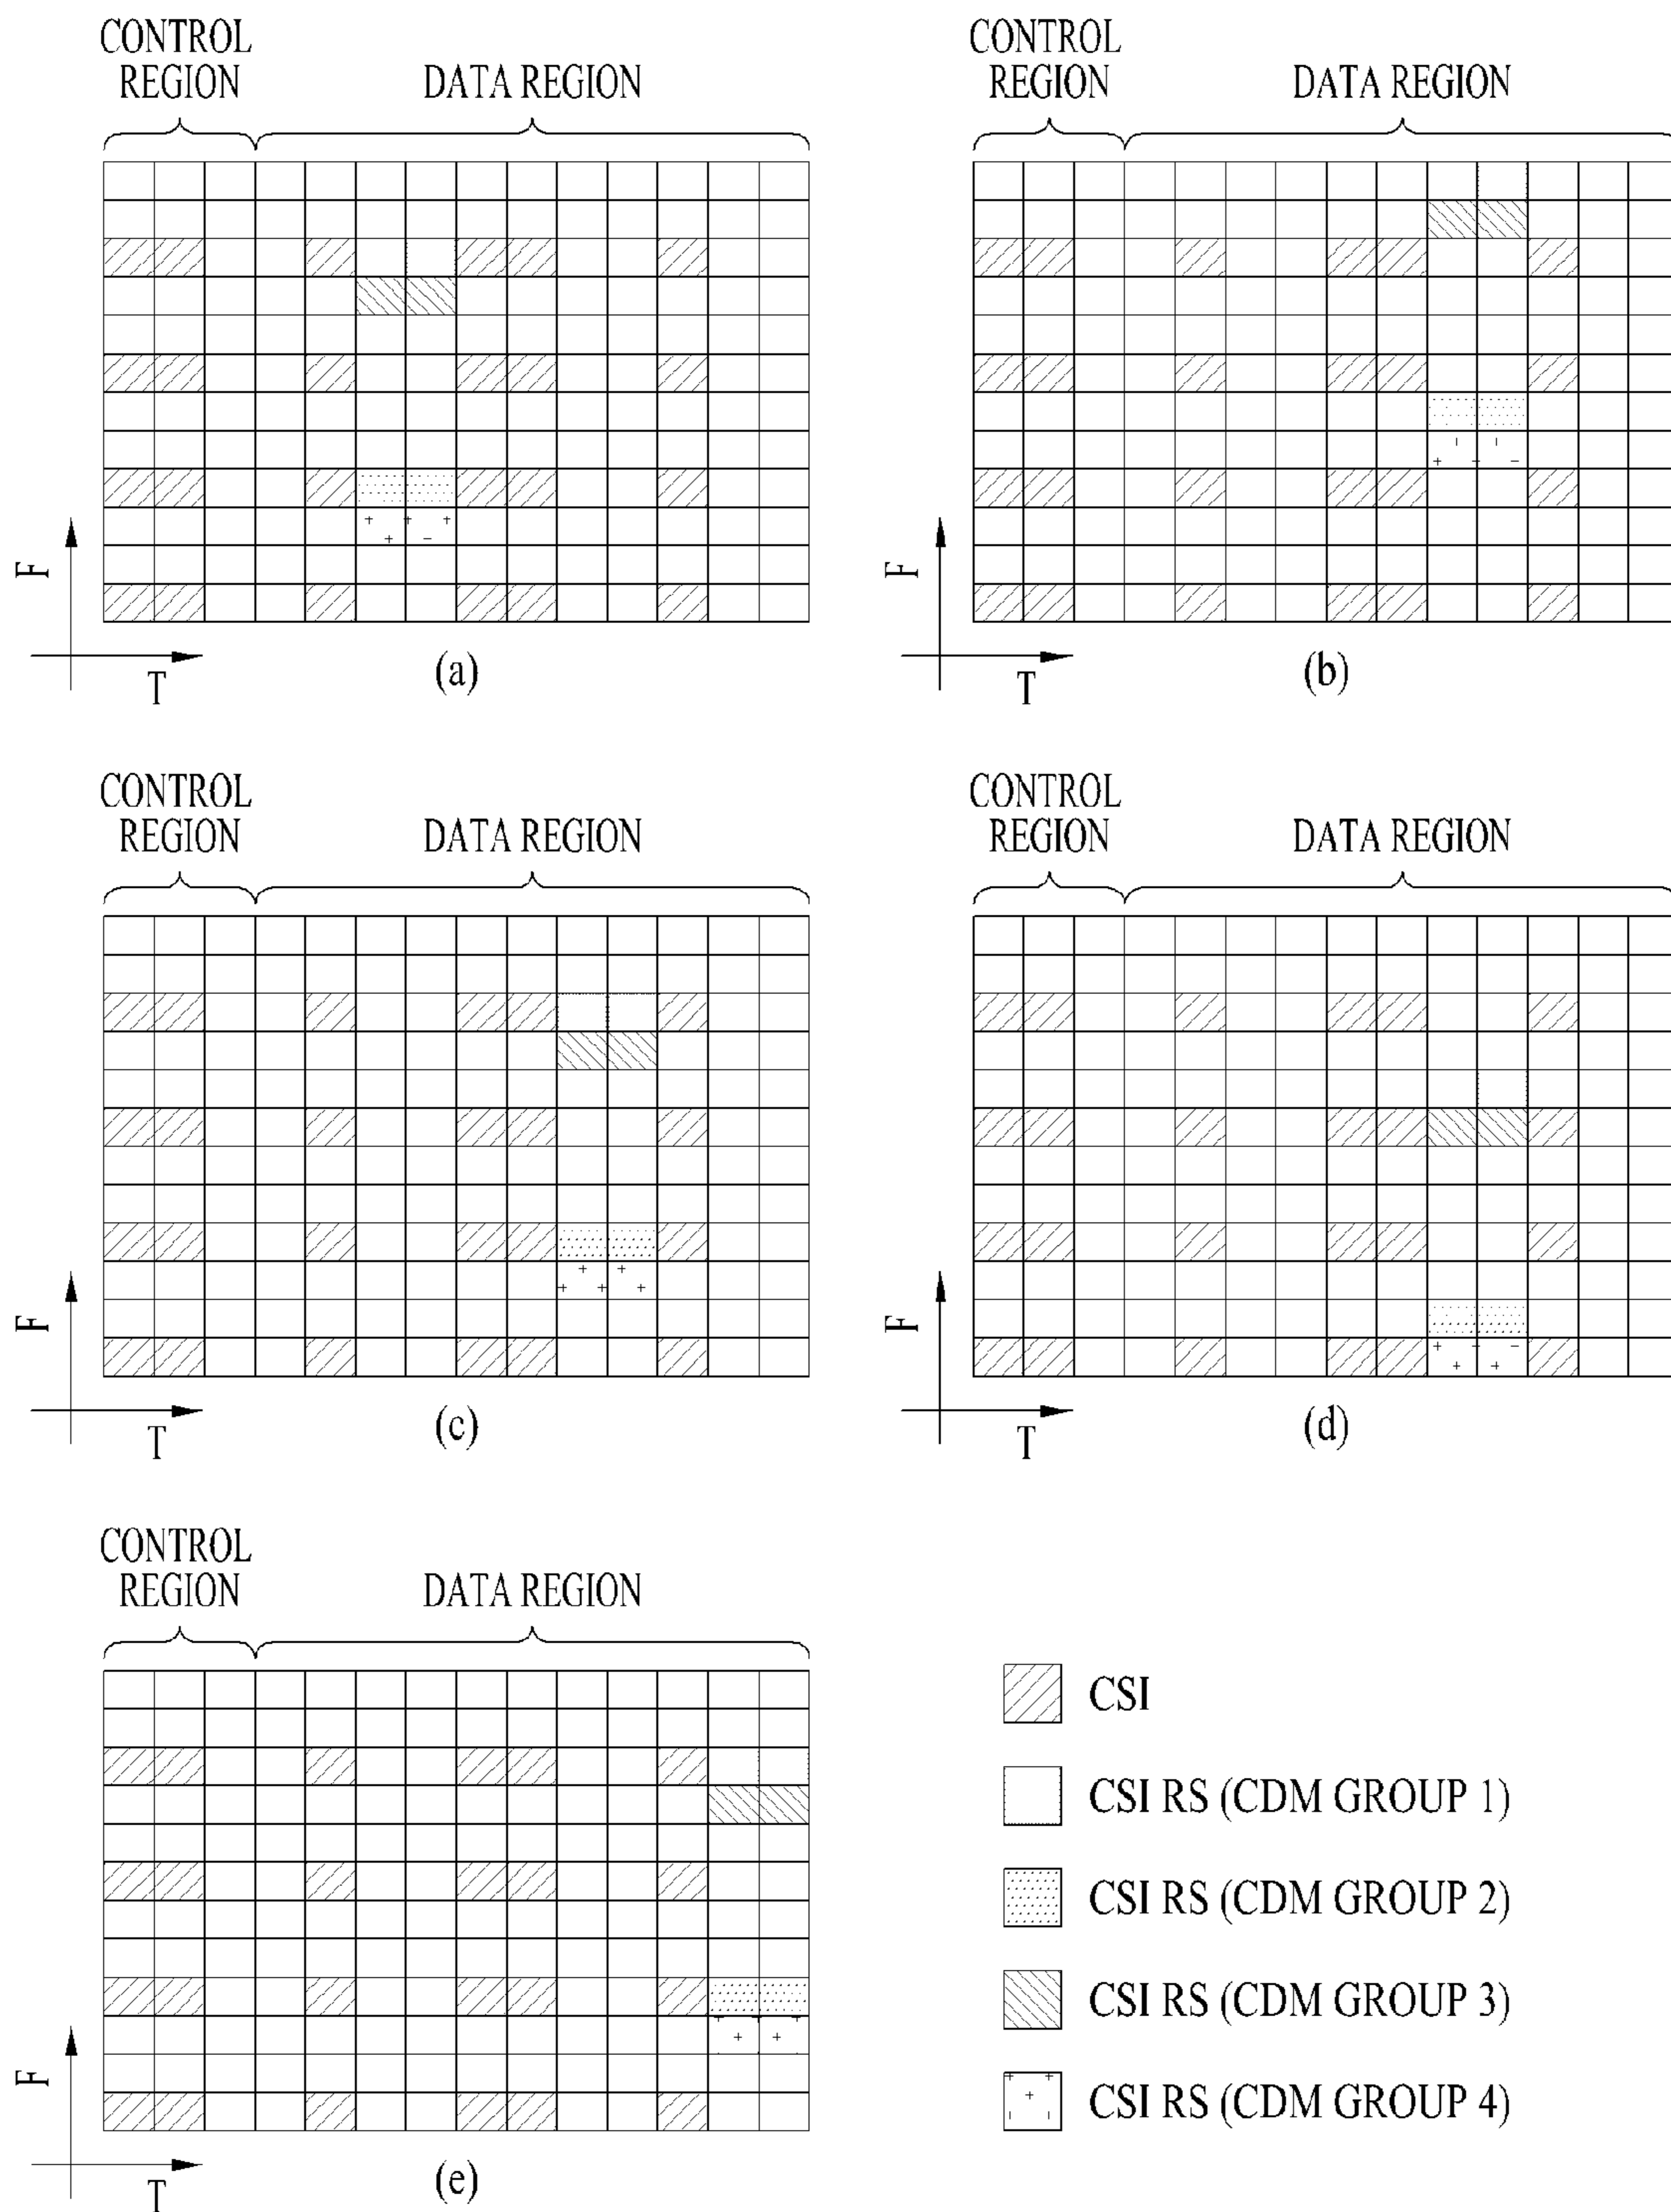 CONTROL
REGION
DATA REGION
F
T
(a)
CONTROL
REGION
DATA REGION
F
T
(b)
CONTROL
REGION
DATA REGION
F
T
(c)
CONTROL
REGION
DATA REGION
F
T
(d)
CONTROL
REGION
DATA REGION
F
T
(e)
CSI
CSI RS (CDM GROUP 1)
CSI RS (CDM GROUP 2)
CSI RS (CDM GROUP 3)
CSI RS (CDM GROUP 4)